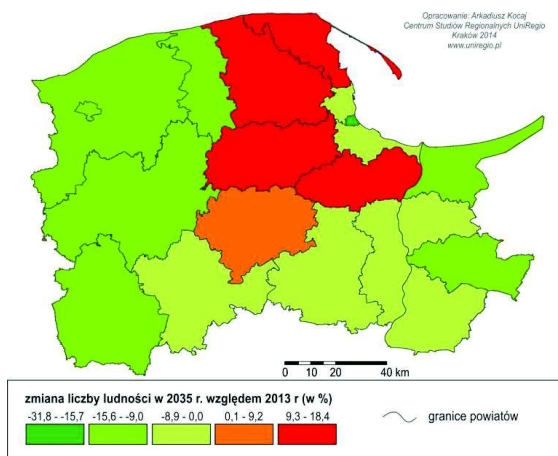 Opracowanie: Arkadiusz Kocaj
Centrum Studiów Regionalnych UniRegio
Kraków 2014
www.uniregio.pl
0 10 20 40 km
zmiana liczby ludności w 2035 r. względem 2013 r (w %)
-31,8 - -15,7 -15,6 - -9,0 -8,9 - 0,0 0,1 - 9,2 9,3 - 18,4
granice powiatów